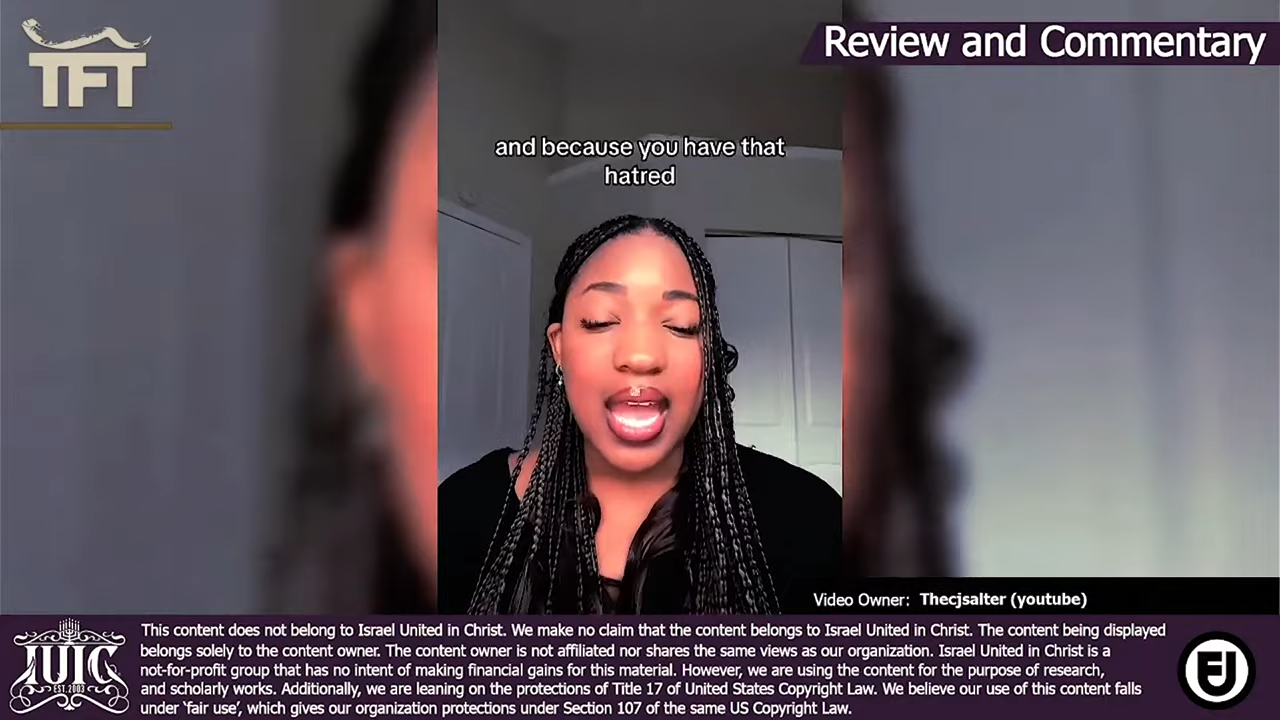 TFT
Review and Commentary
and because you have that
hatred
Video Owner: Thecjsalter (youtube)
IUIC
EST.2003
This content does not belong to Israel United in Christ. We make no claim that the content belongs to Israel United in Christ. The content being displayed
belongs solely to the content owner. The content owner is not affiliated nor shares the same views as our organization. Israel United in Christ is a
not-for-profit group that has no intent of making financial gains for this material. However, we are using the content for the purpose of research,
and scholarly works. Additionally, we are leaning on the protections of Title 17 of United States Copyright Law. We believe our use of this content falls
under ‘fair use’, which gives our organization protections under Section 107 of the same US Copyright Law.